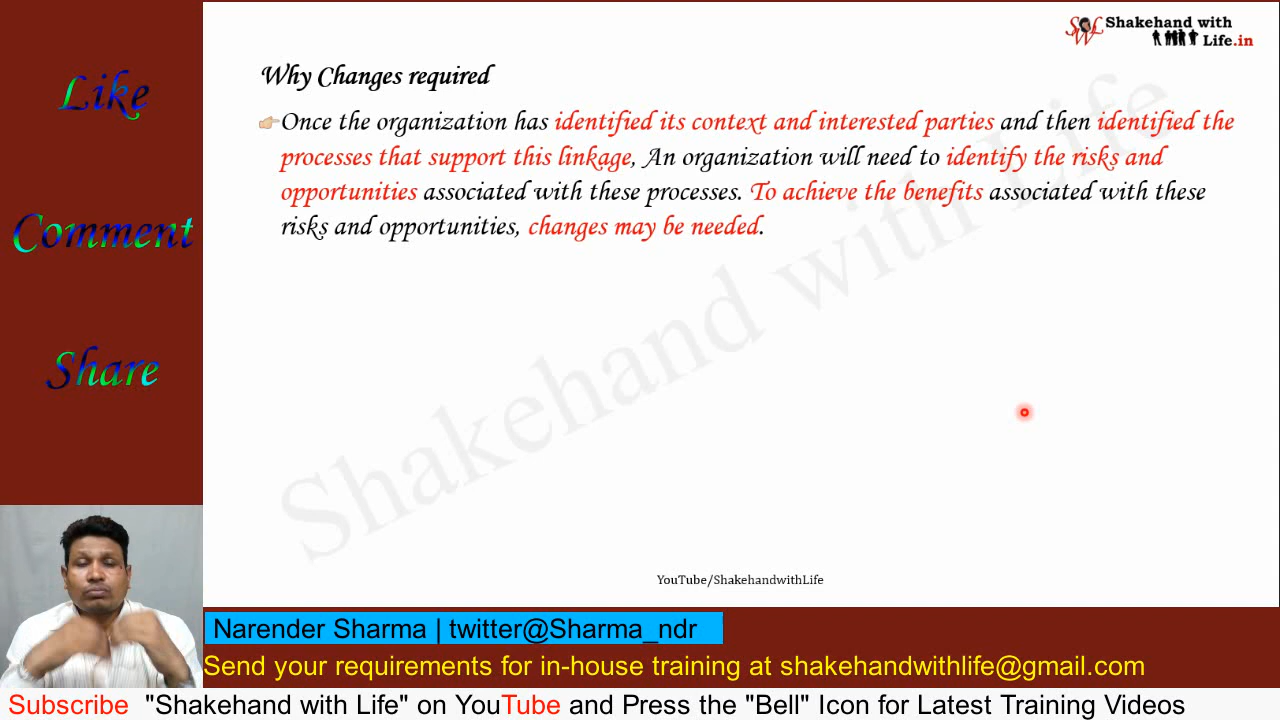 Shakehand with
Life.in
SWL
Like
Comment
Share
Why Changes required
Once the organization has identified its context and interested parties and then identified the
processes that support this linkage, An organization will need to identify the risks and
opportunities associated with these processes. To achieve the benefits associated with these
risks and opportunities, changes may be needed.
Shakehand with Life
YouTube/ShakehandwithLife
Narender Sharma | twitter@Sharma_ndr
Send your requirements for in-house training at shakehandwithlife@gmail.com
Subscribe "Shakehand with Life" on YouTube and Press the "Bell" Icon for Latest Training Videos